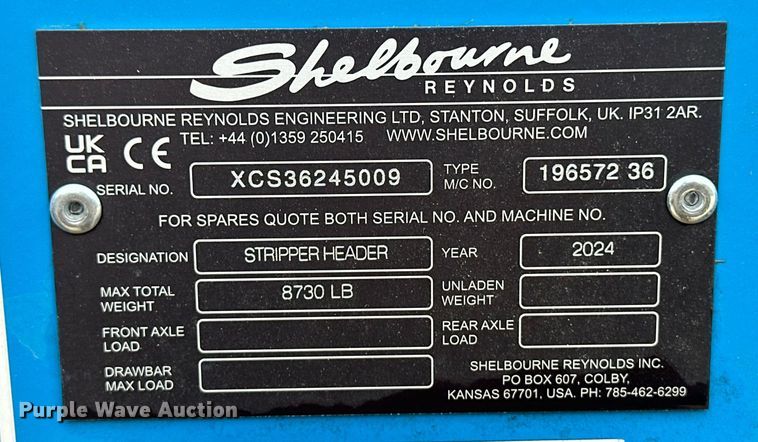 Shelbourne
REYNOLDS
SHELBOURNE REYNOLDS ENGINEERING LTD, STANTON, SUFFOLK, UK. IP31 2AR.
UK CA CE TEL: +44 (0)1359 250415 WWW.SHELBOURNE.COM
SERIAL NO. XCS36245009 TYPE M/C NO. 196572 36
FOR SPARES QUOTE BOTH SERIAL NO. AND MACHINE NO.
DESIGNATION STRIPPER HEADER YEAR 2024
MAX TOTAL WEIGHT 8730 LB UNLADEN WEIGHT
FRONT AXLE LOAD REAR AXLE LOAD
DRAWBAR MAX LOAD
SHELBOURNE REYNOLDS INC.
PO BOX 607, COLBY,
KANSAS 67701, USA. PH: 785-462-6299
Purple Wave Auction